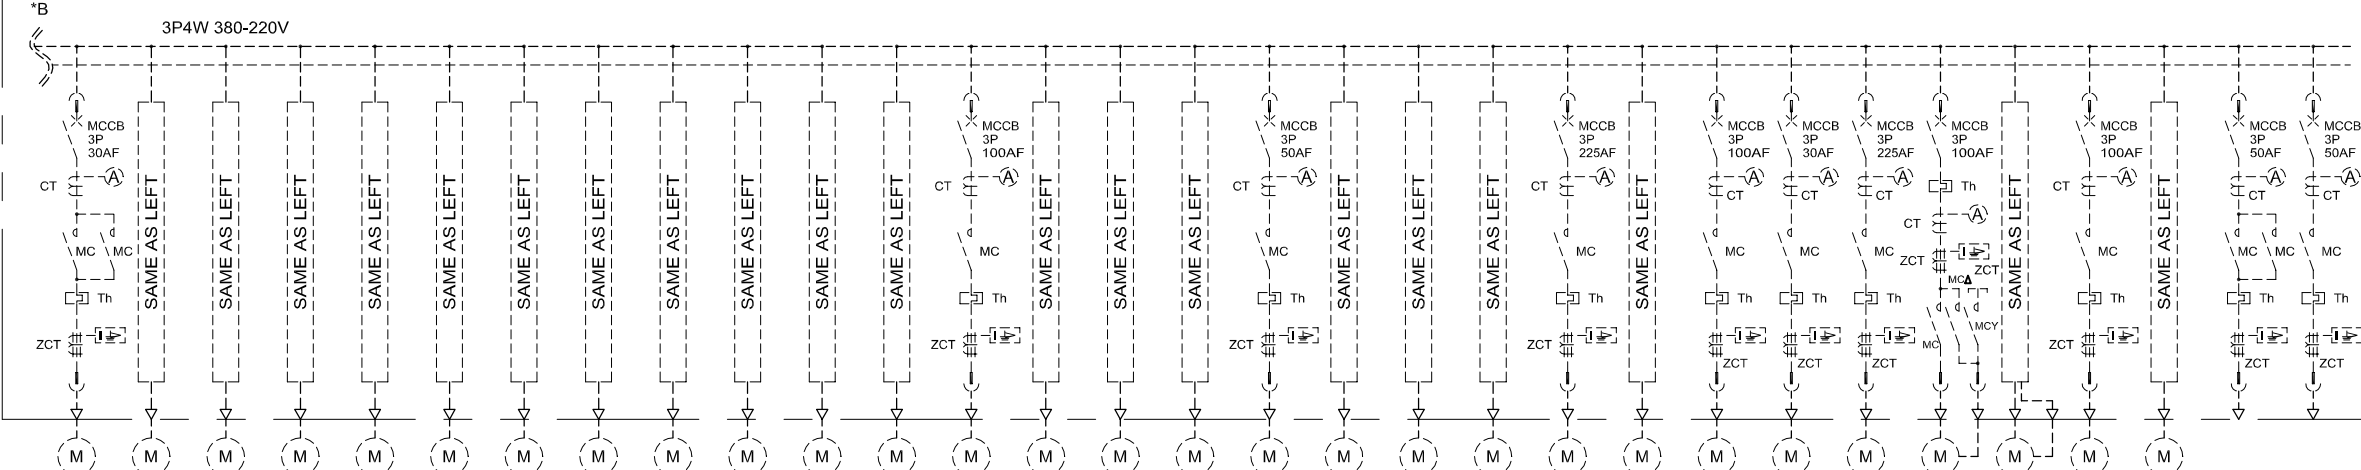 *B
3P4W 380-220V
MCCB
3P
30AF
A
CT
MC MC
Th
ZCT
M
SAME AS LEFT
M
SAME AS LEFT
M
SAME AS LEFT
M
SAME AS LEFT
M
SAME AS LEFT
M
SAME AS LEFT
M
SAME AS LEFT
M
SAME AS LEFT
M
SAME AS LEFT
M
SAME AS LEFT
M
SAME AS LEFT
M
MCCB
3P
100AF
A
CT
MC
Th
ZCT
M
SAME AS LEFT
M
SAME AS LEFT
M
SAME AS LEFT
M
MCCB
3P
50AF
A
CT
MC
Th
ZCT
M
SAME AS LEFT
M
SAME AS LEFT
M
SAME AS LEFT
M
MCCB
3P
225AF
A
CT
MC
Th
ZCT
M
SAME AS LEFT
M
MCCB
3P
100AF
A
CT
MC
Th
ZCT
M
MCCB
3P
30AF
A
CT
MC
Th
ZCT
M
MCCB
3P
225AF
A
CT
MC
Th
ZCT
M
MCCB
3P
100AF
Th
A
CT
ZCT
ZCT
MCΔ
MCY
MC
M
SAME AS LEFT
M
MCCB
3P
100AF
A
CT
MC
Th
ZCT
M
SAME AS LEFT
M
MCCB
3P
50AF
A
CT
MC MC
Th
ZCT
MCCB
3P
50AF
A
CT
MC
Th
ZCT